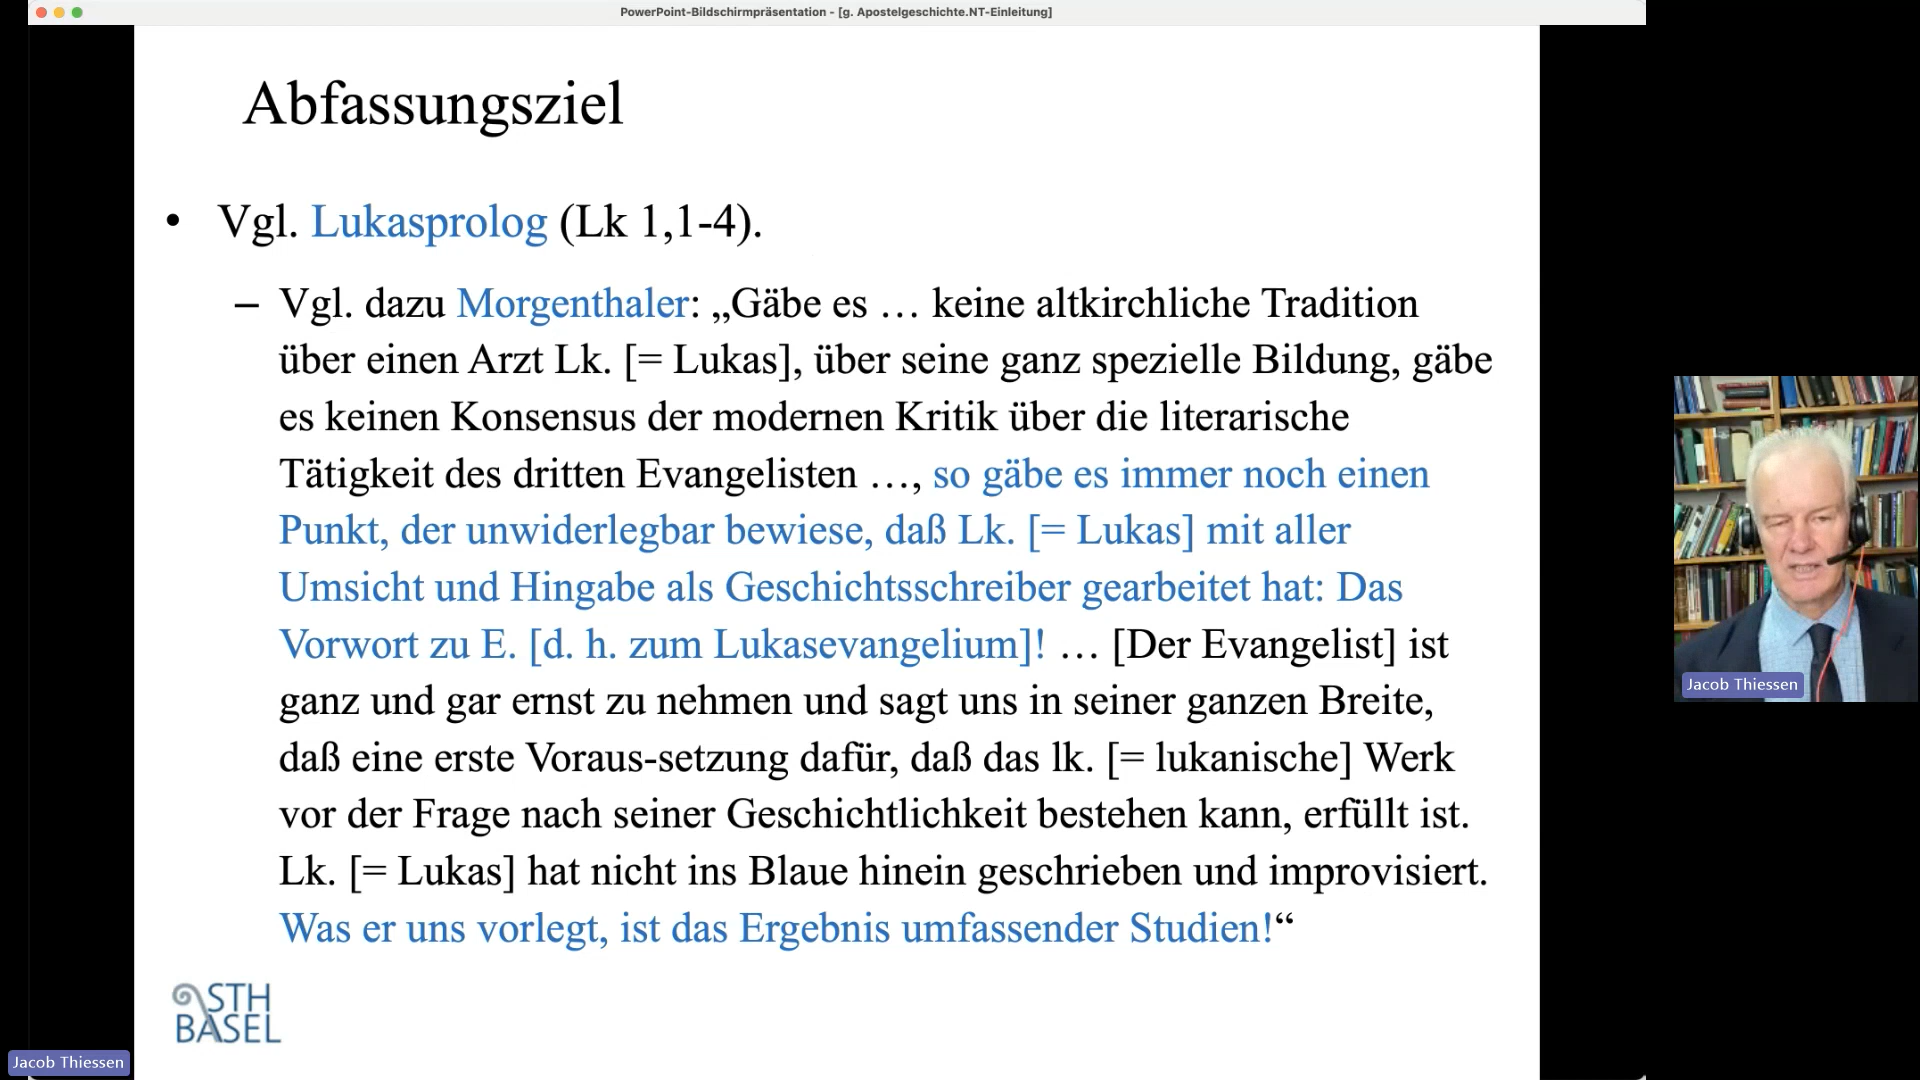 PowerPoint-Bildschirmpräsentation - [g. Apostelgeschichte.NT-Einleitung]
Abfassungsziel
• Vgl. Lukasprolog (Lk 1,1-4).
– Vgl. dazu Morgenthaler: „Gäbe es … keine altkirchliche Tradition
über einen Arzt Lk. [= Lukas], über seine ganz spezielle Bildung, gäbe
es keinen Konsensus der modernen Kritik über die literarische
Tätigkeit des dritten Evangelisten …, so gäbe es immer noch einen
Punkt, der unwiderlegbar bewiese, daß Lk. [= Lukas] mit aller
Umsicht und Hingabe als Geschichtsschreiber gearbeitet hat: Das
Vorwort zu E. [d. h. zum Lukasevangelium]! … [Der Evangelist] ist
ganz und gar ernst zu nehmen und sagt uns in seiner ganzen Breite,
daß eine erste Voraus-setzung dafür, daß das lk. [= lukanische] Werk
vor der Frage nach seiner Geschichtlichkeit bestehen kann, erfüllt ist.
Lk. [= Lukas] hat nicht ins Blaue hinein geschrieben und improvisiert.
Was er uns vorlegt, ist das Ergebnis umfassender Studien!“
STH
BASEL
Jacob Thiessen
Jacob Thiessen